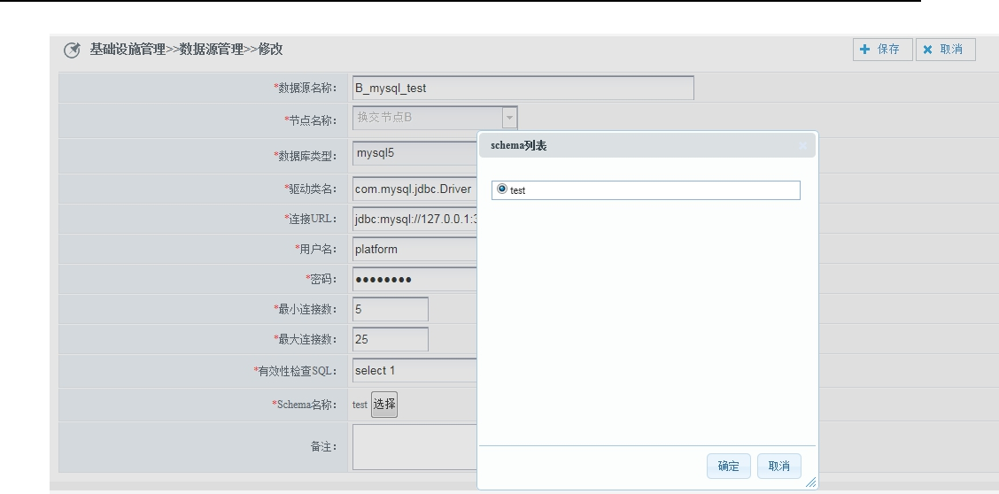 基础设施管理>>数据源管理>>修改
保存 取消
*数据源名称： B_mysql_test
*节点名称： 换交节点B
*数据库类型： mysql5
*驱动类名： com.mysql.jdbc.Driver
*连接URL： jdbc:mysql://127.0.0.1:3
*用户名： platform
*密码： ●●●●●●●●
*最小连接数： 5
*最大连接数： 25
*有效性检查SQL： select 1
*Schema名称： test 选择
备注：
schema列表
test
确定 取消